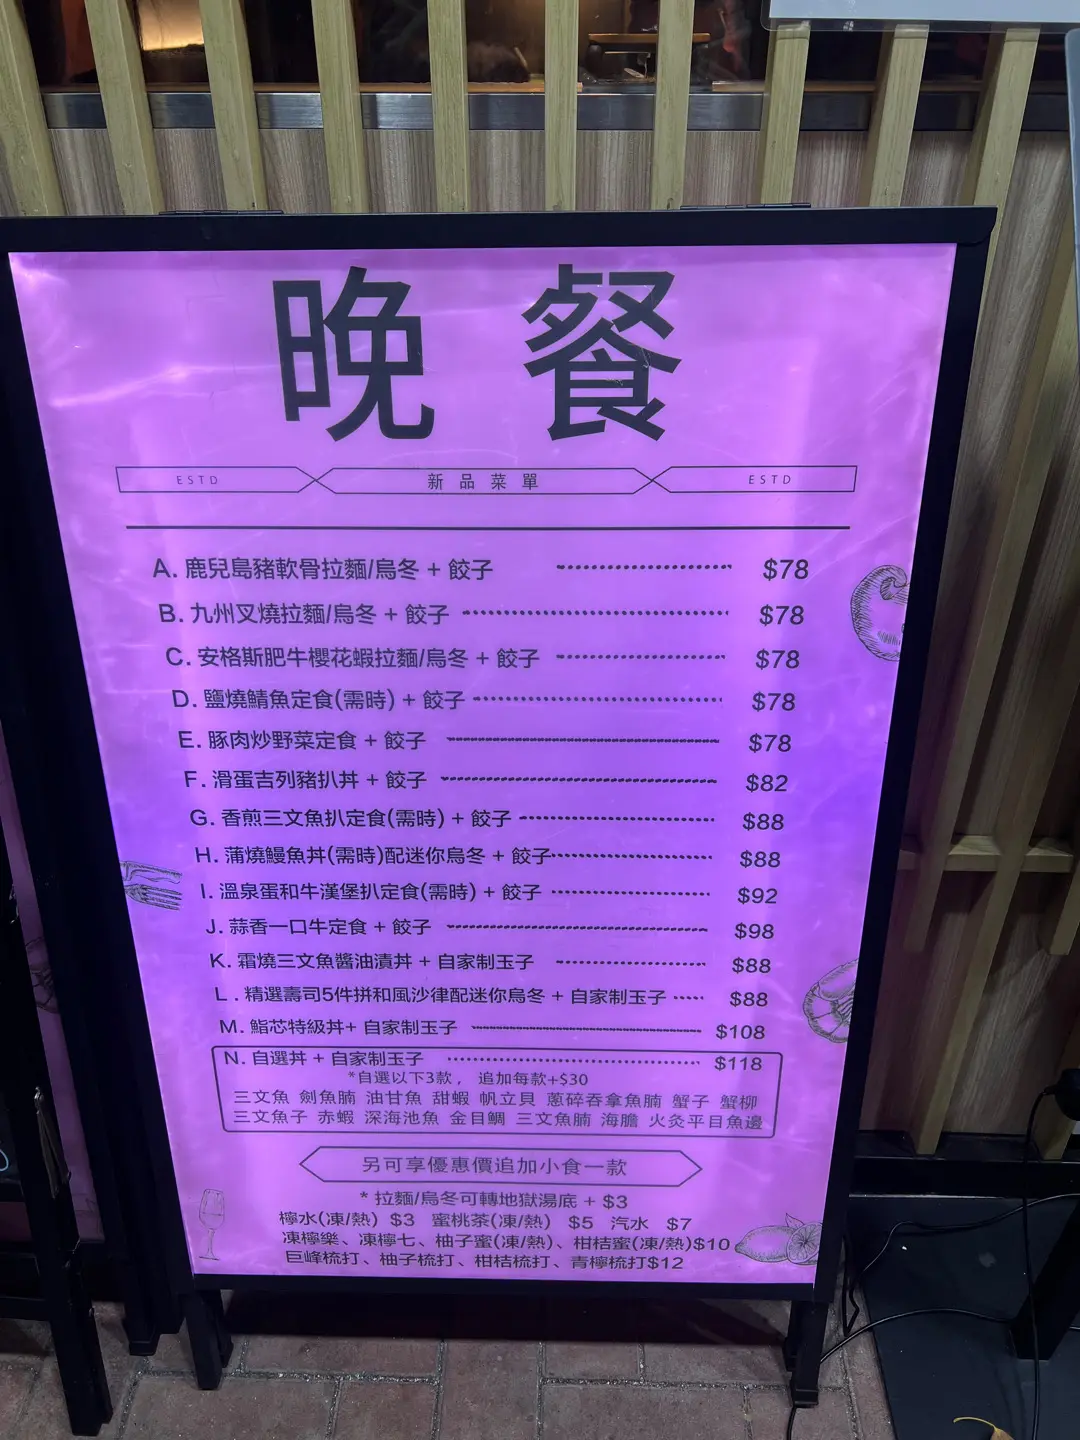 晚餐
ESTD 新品菜單 ESTD
A. 鹿兒島豬軟骨拉麵/烏冬 + 餃子 $78
B. 九州叉燒拉麵/烏冬 + 餃子 $78
C. 安格斯肥牛櫻花蝦拉麵/烏冬 + 餃子 $78
D. 鹽燒鯖魚定食(需時) + 餃子 $78
E. 豚肉炒野菜定食 + 餃子 $78
F. 滑蛋吉列豬扒丼 + 餃子 $82
G. 香煎三文魚扒定食(需時) + 餃子 $88
H. 蒲燒鰻魚丼(需時)配迷你烏冬 + 餃子 $88
I. 溫泉蛋和牛漢堡扒定食(需時) + 餃子 $92
J. 蒜香一口牛定食 + 餃子 $98
K. 霜燒三文魚醬油漬丼 + 自家制玉子 $88
L . 精選壽司5件拼和風沙律配迷你烏冬 + 自家制玉子 $88
M. 鮨芯特級丼+ 自家制玉子 $108
N. 自選丼 + 自家制玉子 $118
*自選以下3款， 追加每款+$30
三文魚 劍魚腩 油甘魚 甜蝦 帆立貝 蔥碎吞拿魚腩 蟹子 蟹柳
三文魚子 赤蝦 深海池魚 金目鯛 三文魚腩 海膽 火灸平目魚邊
另可享優惠價追加小食一款
* 拉麵/烏冬可轉地獄湯底 + $3
檸水(凍/熱) $3 蜜桃茶(凍/熱) $5 汽水 $7
凍檸樂、凍檸七、柚子蜜(凍/熱)、柑桔蜜(凍/熱)$10
巨峰梳打、柚子梳打、柑桔梳打、青檸梳打$12